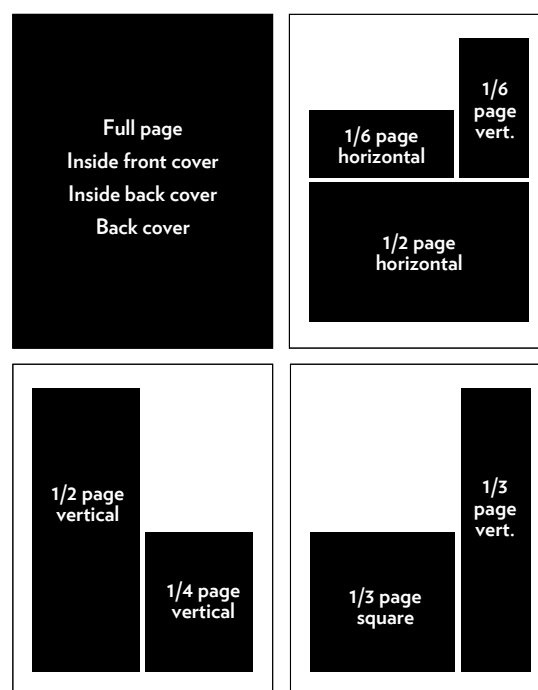 Full page
Inside front cover
Inside back cover
Back cover
1/6
page
vert.
1/6 page
horizontal
1/2 page
horizontal
1/2 page
vertical
1/4 page
vertical
1/3
page
vert.
1/3 page
square